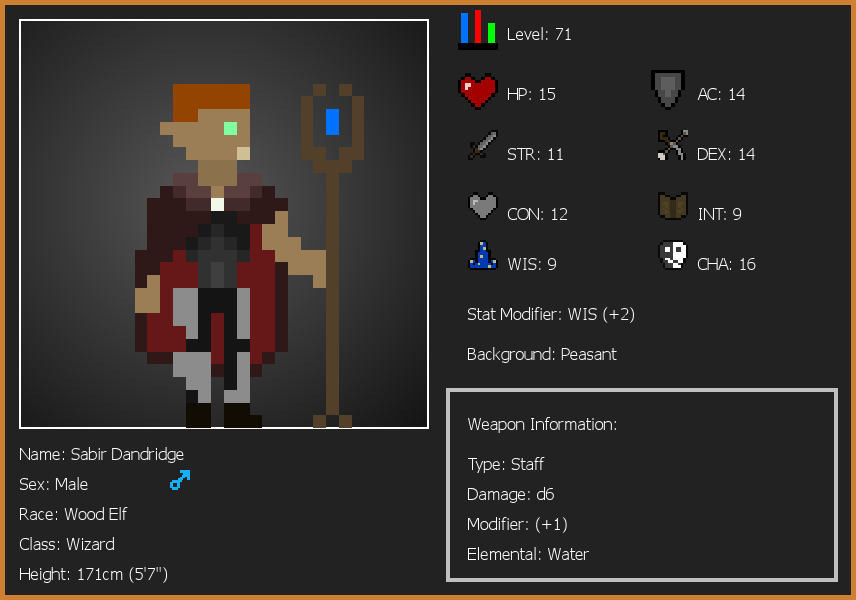 Level: 71
HP: 15
AC: 14
STR: 11
DEX: 14
CON: 12
INT: 9
WIS: 9
CHA: 16
Stat Modifier: WIS (+2)
Background: Peasant
Weapon Information:
Type: Staff
Damage: d6
Modifier: (+1)
Elemental: Water
Name: Sabir Dandridge
Sex: Male
Race: Wood Elf
Class: Wizard
Height: 171cm (5'7")